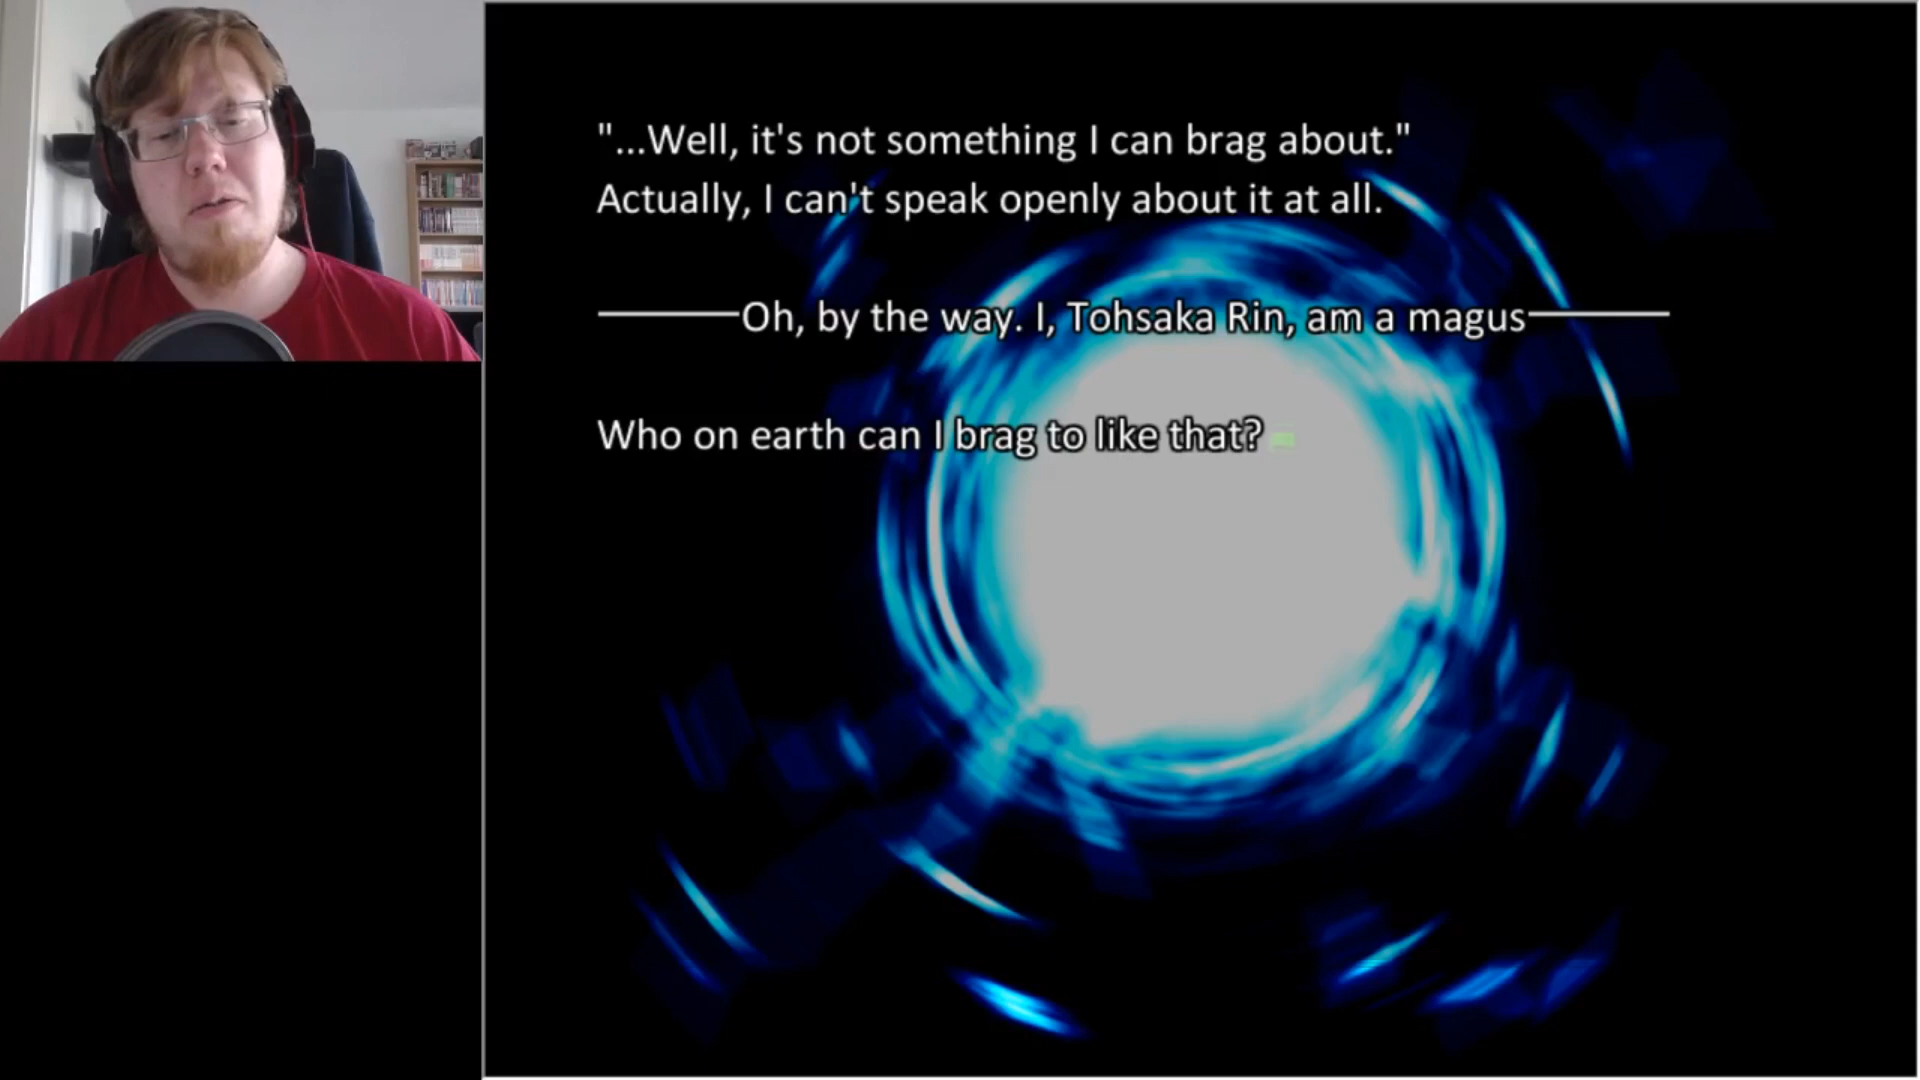 "...Well, it's not something I can brag about."
Actually, I can't speak openly about it at all.
————Oh, by the way. I, Tohsaka Rin, am a magus————
Who on earth can I brag to like that?